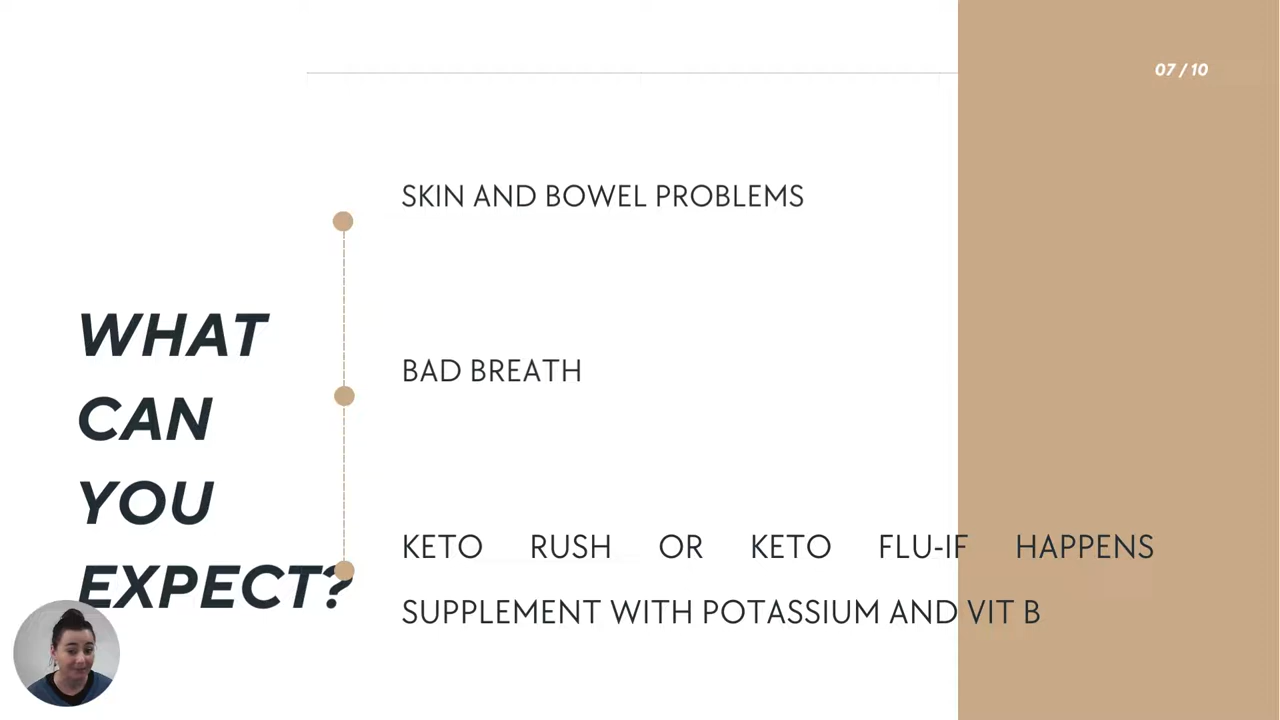 07 / 10
SKIN AND BOWEL PROBLEMS
WHAT
CAN
YOU
EXPECT?
BAD BREATH
KETO RUSH OR KETO FLU-IF HAPPENS
SUPPLEMENT WITH POTASSIUM AND VIT B